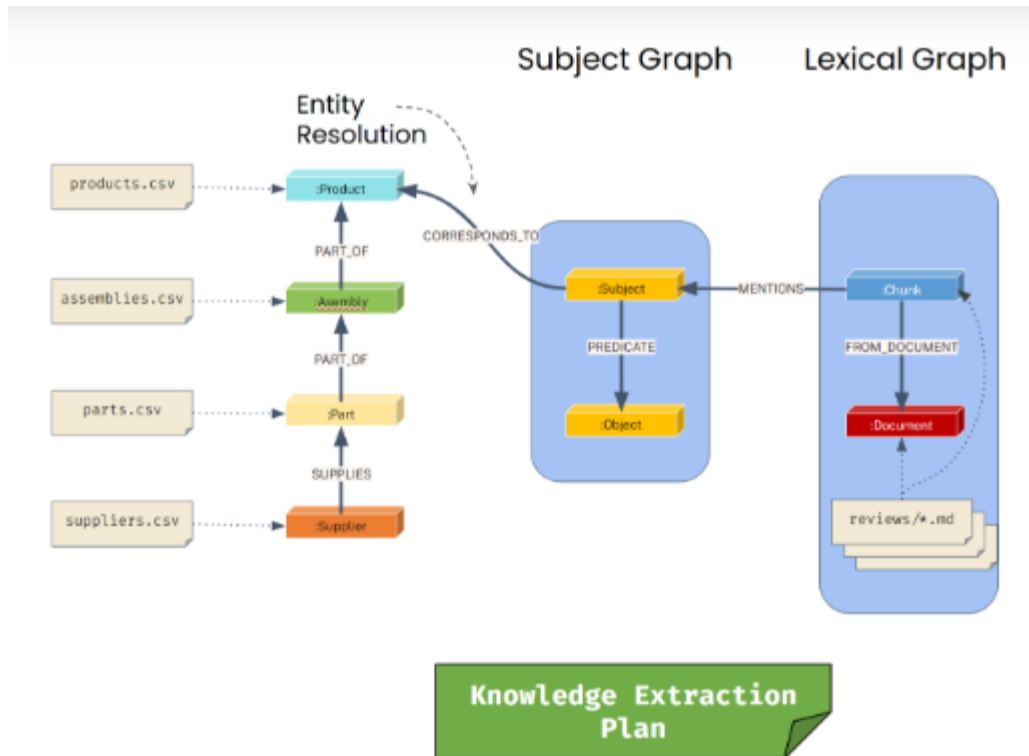 Subject Graph
Lexical Graph
Entity
Resolution
products.csv
:Product
CORRESPONDS_TO
PART_OF
assemblies.csv
:Asembly
:Subject
MENTIONS
:Chunk
PREDICATE
FROM_DOCUMENT
PART_OF
parts.csv
:Part
:Object
:Document
SUPPLIES
suppliers.csv
:Supplier
reviews/*.md
Knowledge Extraction
Plan